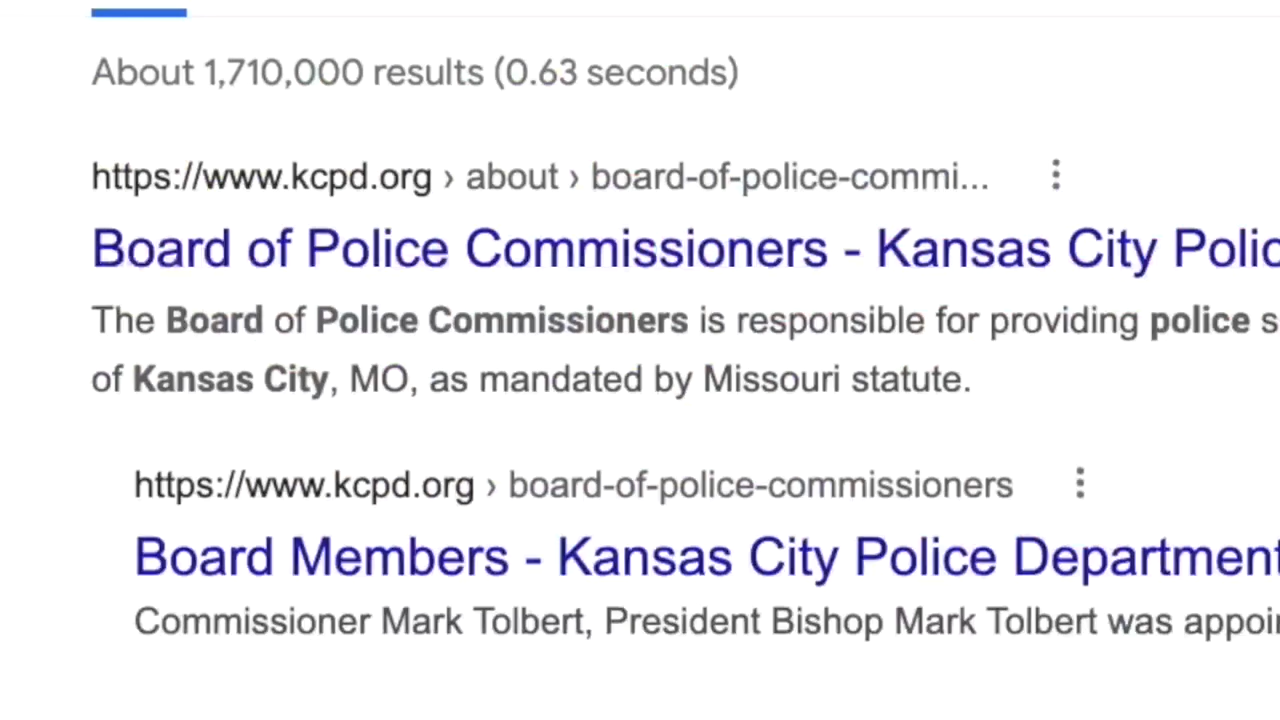 About 1,710,000 results (0.63 seconds)
https://www.kcpd.org › about › board-of-police-commi...
Board of Police Commissioners - Kansas City Polic
The Board of Police Commissioners is responsible for providing police s
of Kansas City, MO, as mandated by Missouri statute.
https://www.kcpd.org › board-of-police-commissioners
Board Members - Kansas City Police Department
Commissioner Mark Tolbert, President Bishop Mark Tolbert was appoi